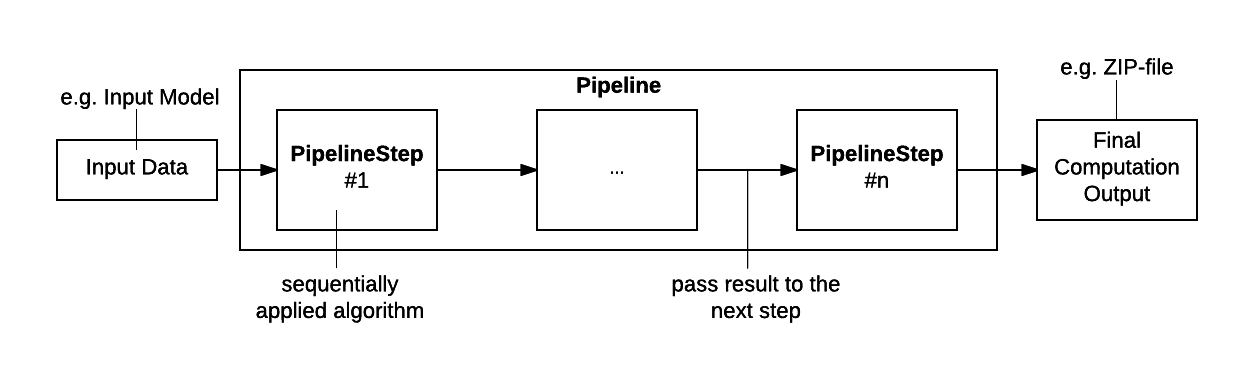 e.g. Input Model
Input Data
Pipeline
PipelineStep
#1
...
PipelineStep
#n
e.g. ZIP-file
Final
Computation
Output
sequentially
applied algorithm
pass result to the
next step